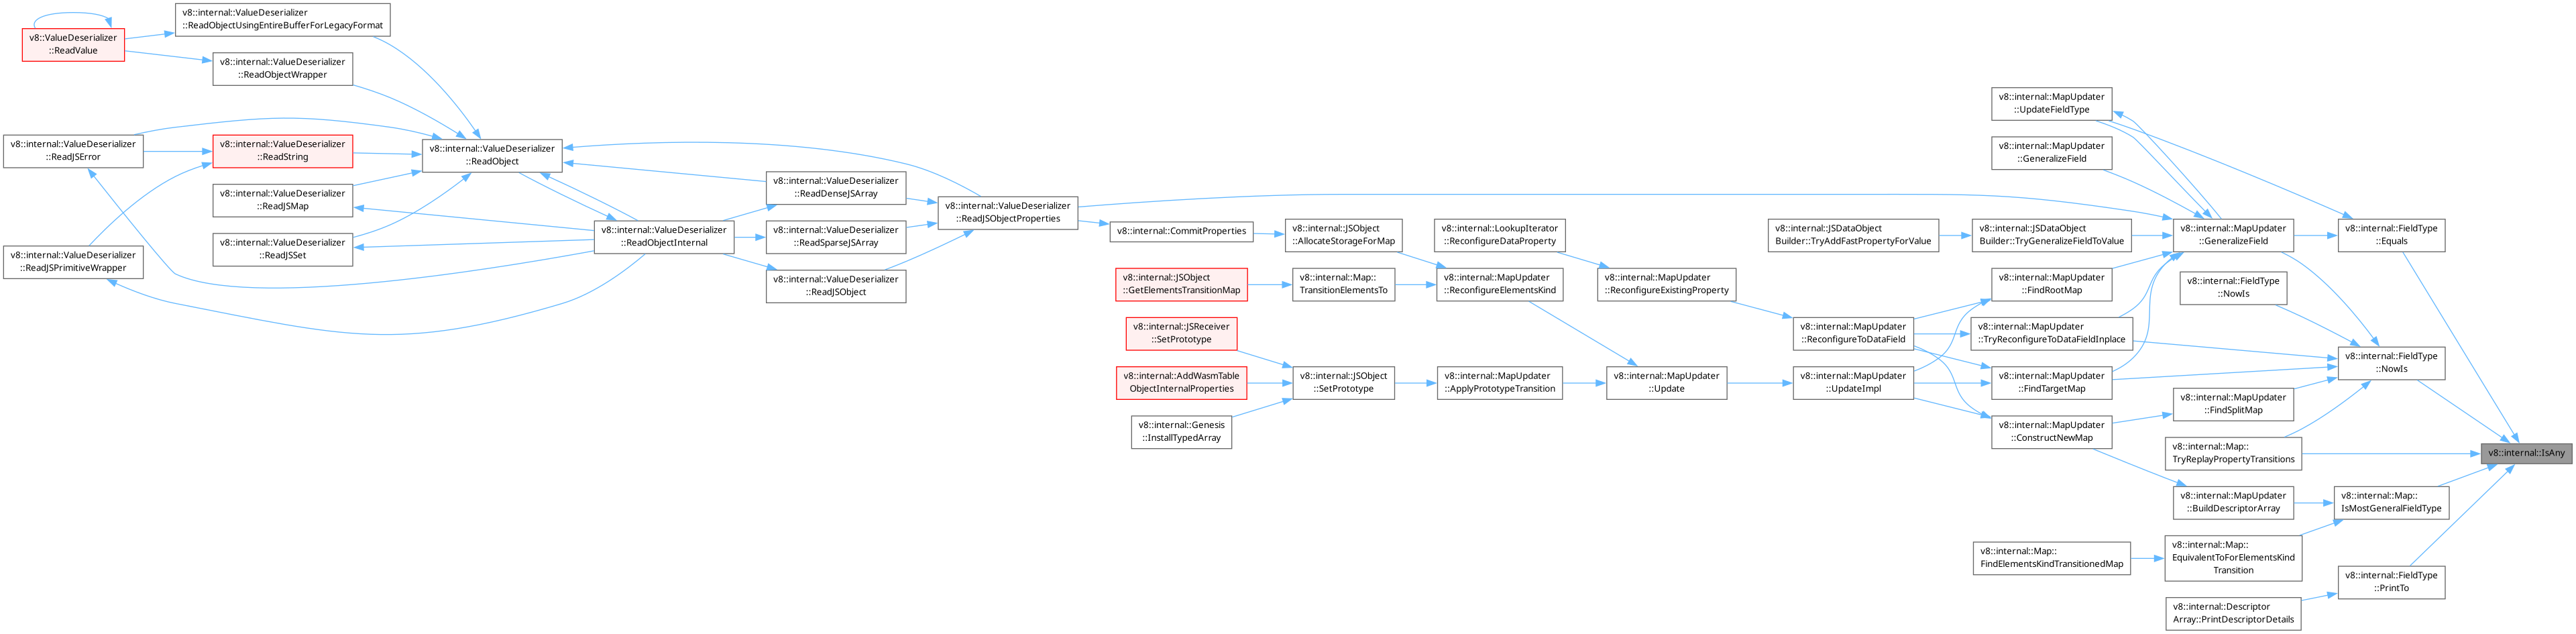 v8::internal::ValueDeserializer
::ReadObjectUsingEntireBufferForLegacyFormat
v8::ValueDeserializer
::ReadValue
v8::internal::ValueDeserializer
::ReadObjectWrapper
v8::internal::ValueDeserializer
::ReadJSError
v8::internal::ValueDeserializer
::ReadString
v8::internal::ValueDeserializer
::ReadObject
v8::internal::ValueDeserializer
::ReadJSMap
v8::internal::ValueDeserializer
::ReadJSSet
v8::internal::ValueDeserializer
::ReadJSPrimitiveWrapper
v8::internal::ValueDeserializer
::ReadObjectInternal
v8::internal::ValueDeserializer
::ReadDenseJSArray
v8::internal::ValueDeserializer
::ReadSparseJSArray
v8::internal::ValueDeserializer
::ReadJSObject
v8::internal::ValueDeserializer
::ReadJSObjectProperties
v8::internal::CommitProperties
v8::internal::JSObject
::GetElementsTransitionMap
v8::internal::JSReceiver
::SetPrototype
v8::internal::AddWasmTable
ObjectInternalProperties
v8::internal::Genesis
::InstallTypedArray
v8::internal::JSObject
::AllocateStorageForMap
v8::internal::Map::
TransitionElementsTo
v8::internal::JSObject
::SetPrototype
v8::internal::LookupIterator
::ReconfigureDataProperty
v8::internal::MapUpdater
::ReconfigureElementsKind
v8::internal::MapUpdater
::ApplyPrototypeTransition
v8::internal::MapUpdater
::ReconfigureExistingProperty
v8::internal::MapUpdater
::Update
v8::internal::JSDataObject
Builder::TryAddFastPropertyForValue
v8::internal::MapUpdater
::ReconfigureToDataField
v8::internal::MapUpdater
::UpdateImpl
v8::internal::MapUpdater
::UpdateFieldType
v8::internal::MapUpdater
::GeneralizeField
v8::internal::JSDataObject
Builder::TryGeneralizeFieldToValue
v8::internal::MapUpdater
::FindRootMap
v8::internal::MapUpdater
::TryReconfigureToDataFieldInplace
v8::internal::MapUpdater
::FindTargetMap
v8::internal::MapUpdater
::ConstructNewMap
v8::internal::Map::
FindElementsKindTransitionedMap
v8::internal::MapUpdater
::GeneralizeField
v8::internal::FieldType
::NowIs
v8::internal::MapUpdater
::FindSplitMap
v8::internal::Map::
TryReplayPropertyTransitions
v8::internal::MapUpdater
::BuildDescriptorArray
v8::internal::Map::
EquivalentToForElementsKind
Transition
v8::internal::Descriptor
Array::PrintDescriptorDetails
v8::internal::FieldType
::Equals
v8::internal::FieldType
::NowIs
v8::internal::Map::
IsMostGeneralFieldType
v8::internal::FieldType
::PrintTo
v8::internal::IsAny